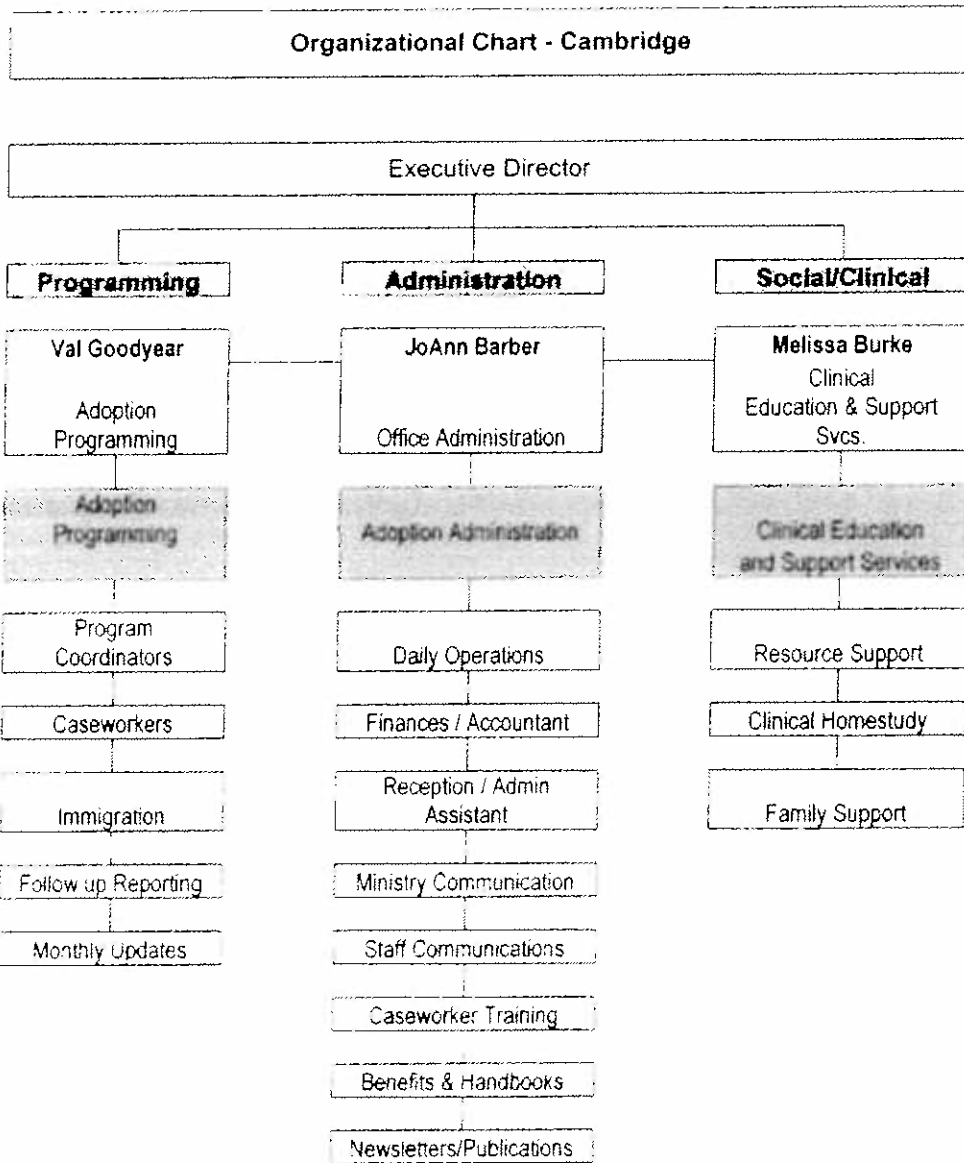 Organizational Chart - Cambridge
Executive Director
Programming
Administration
Social/Clinical
Val Goodyear
Adoption
Programming
JoAnn Barber
Office Administration
Melissa Burke
Clinical
Education & Support
Svcs.
Adoption
Programming
Adoption Administration
Clinical Education
and Support Services
Program
Coordinators
Daily Operations
Resource Support
Caseworkers
Finances / Accountant
Clinical Homestudy
Immigration
Reception / Admin
Assistant
Family Support
Follow up Reporting
Ministry Communication
Monthly Updates
Staff Communications
Caseworker Training
Benefits & Handbooks
Newsletters/Publications